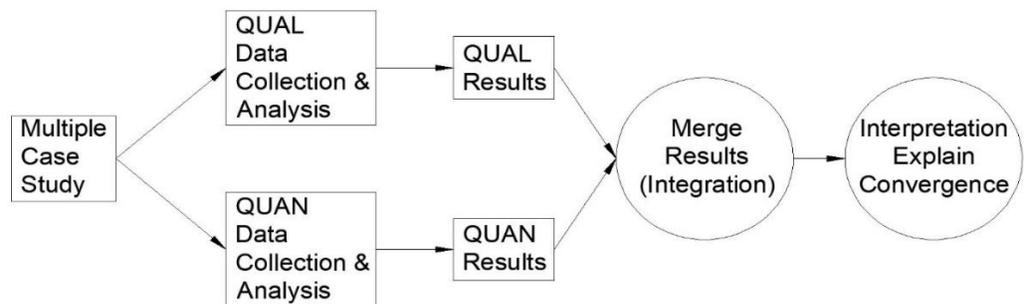 Multiple
Case
Study
QUAL
Data
Collection &
Analysis
QUAL
Results
QUAN
Data
Collection &
Analysis
QUAN
Results
Merge
Results
(Integration)
Interpretation
Explain
Convergence